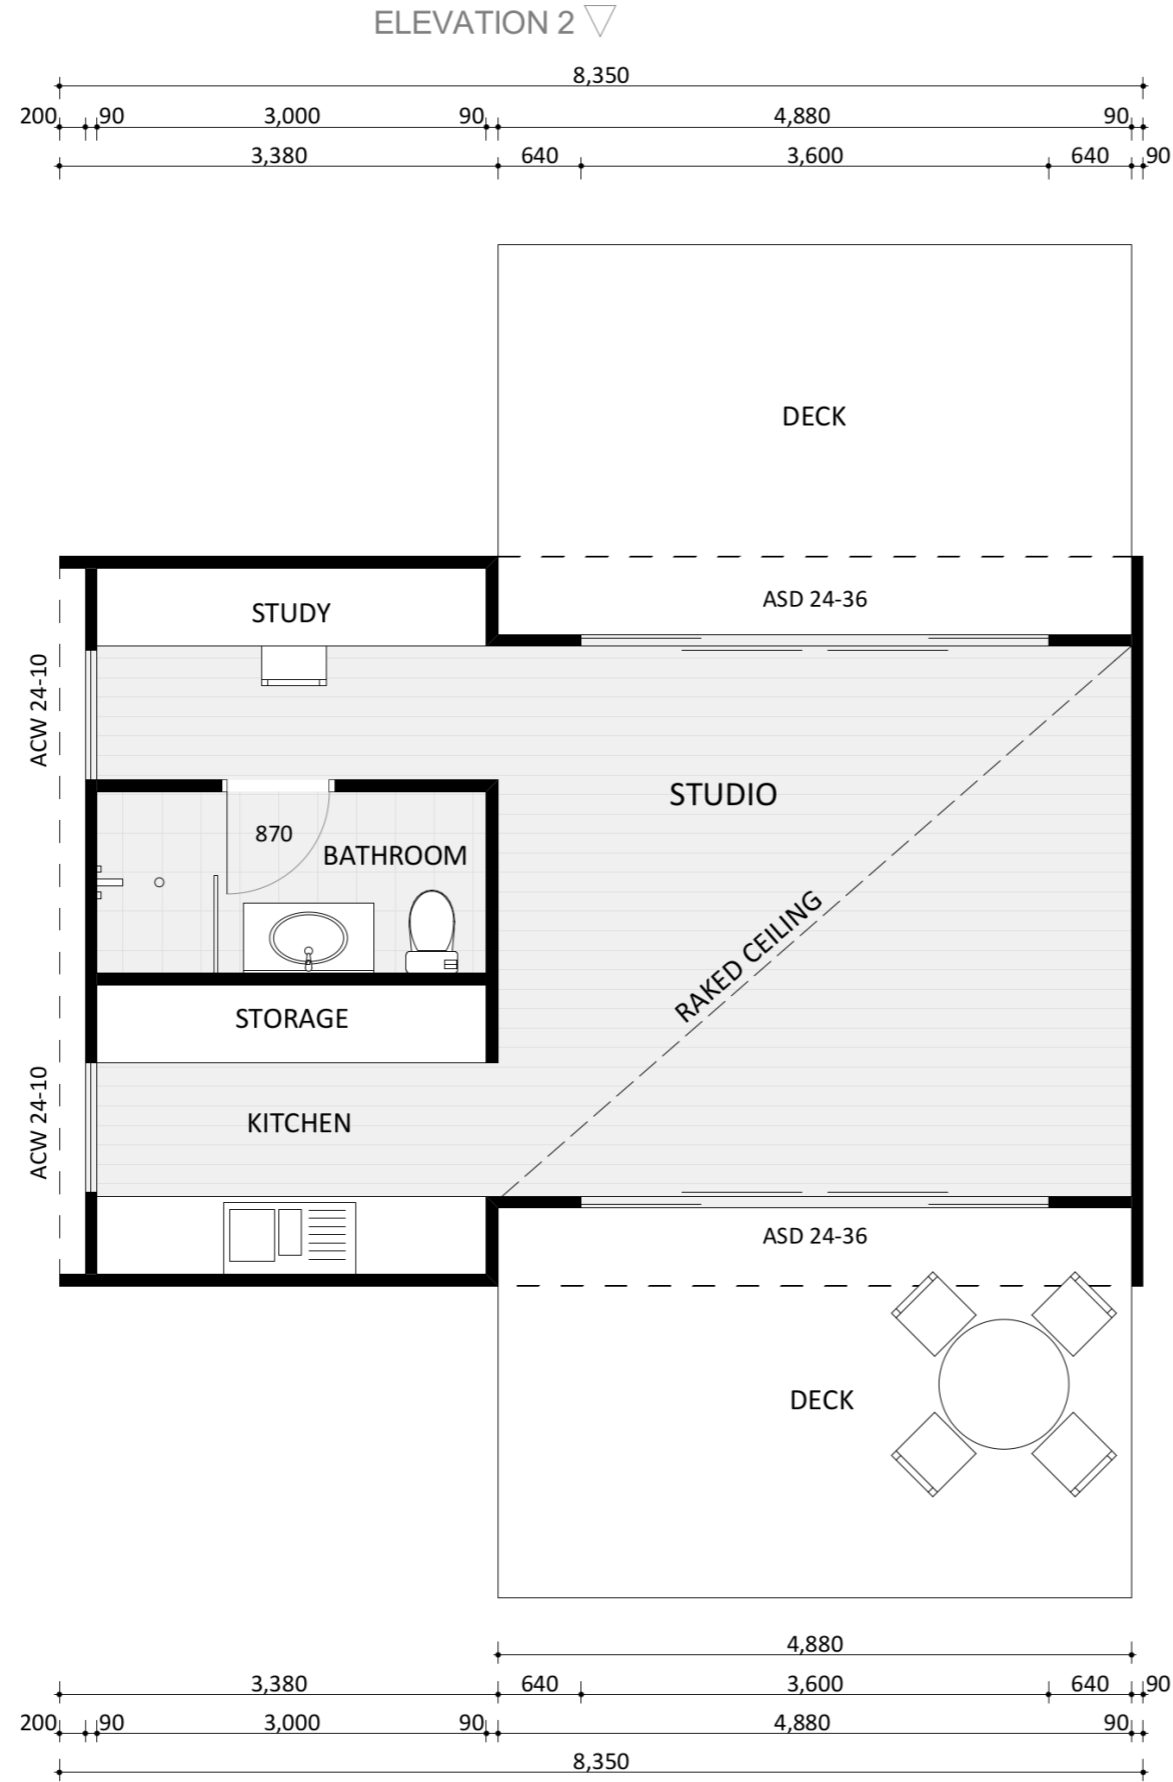 ELEVATION 2
8,350
200 90 3,000 90 4,880 90
3,380 640 3,600 640 90
DECK
ASD 24-36
STUDY
ACW 24-10
STUDIO
870
BATHROOM
RAKED CEILING
STORAGE
ACW 24-10
KITCHEN
ASD 24-36
DECK
4,880
3,380 640 3,600 640 90
200 90 3,000 90 4,880 90
8,350